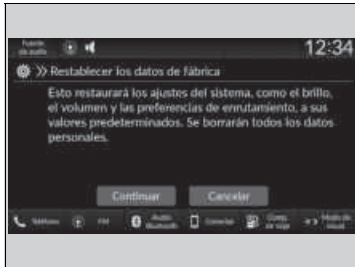 Fuente de audio
12:34
Restablecer los datos de fábrica
Esto restaurará los ajustes del sistema, como el brillo,
el volumen y las preferencias de enrutamiento, a sus
valores predeterminados. Se borrarán todos los datos
personales.
Continuar Cancelar
Teléfono FM Audio Bluetooth Conectar Modo de visual